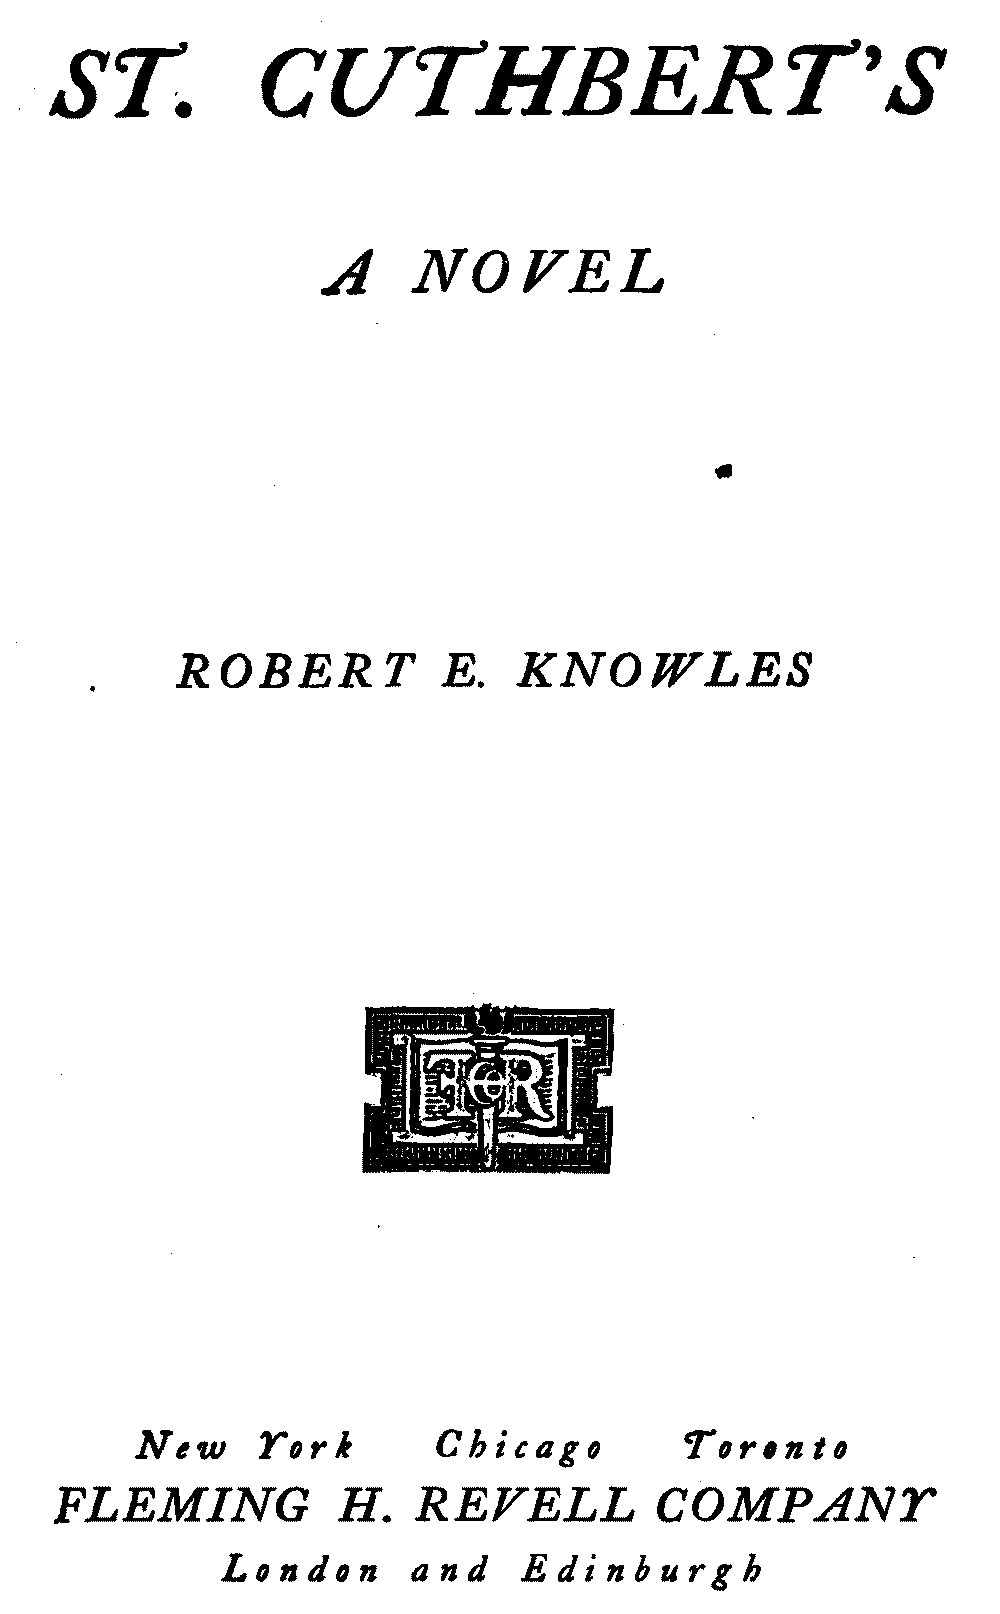 ST. CUTHBERT'S
A NOVEL
ROBERT E. KNOWLES
F H R
New York Chicago Toronto
FLEMING H. REVELL COMPANY
London and Edinburgh